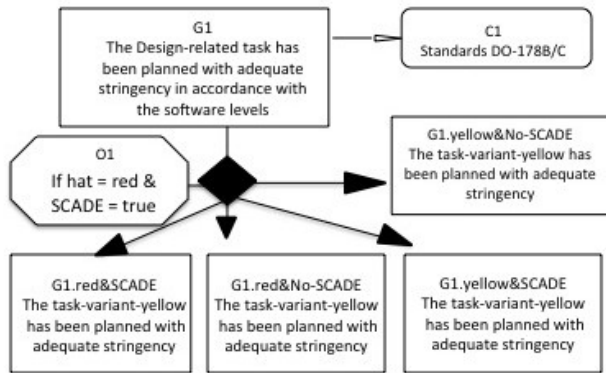 G1
The Design-related task has
been planned with adequate
stringency in accordance with
the software levels
C1
Standards DO-178B/C
O1
If hat = red &
SCADE = true
G1.yellow&No-SCADE
The task-variant-yellow has
been planned with adequate
stringency
G1.red&SCADE
The task-variant-yellow
has been planned with
adequate stringency
G1.red&No-SCADE
The task-variant-yellow
has been planned with
adequate stringency
G1.yellow&SCADE
The task-variant-yellow
has been planned with
adequate stringency